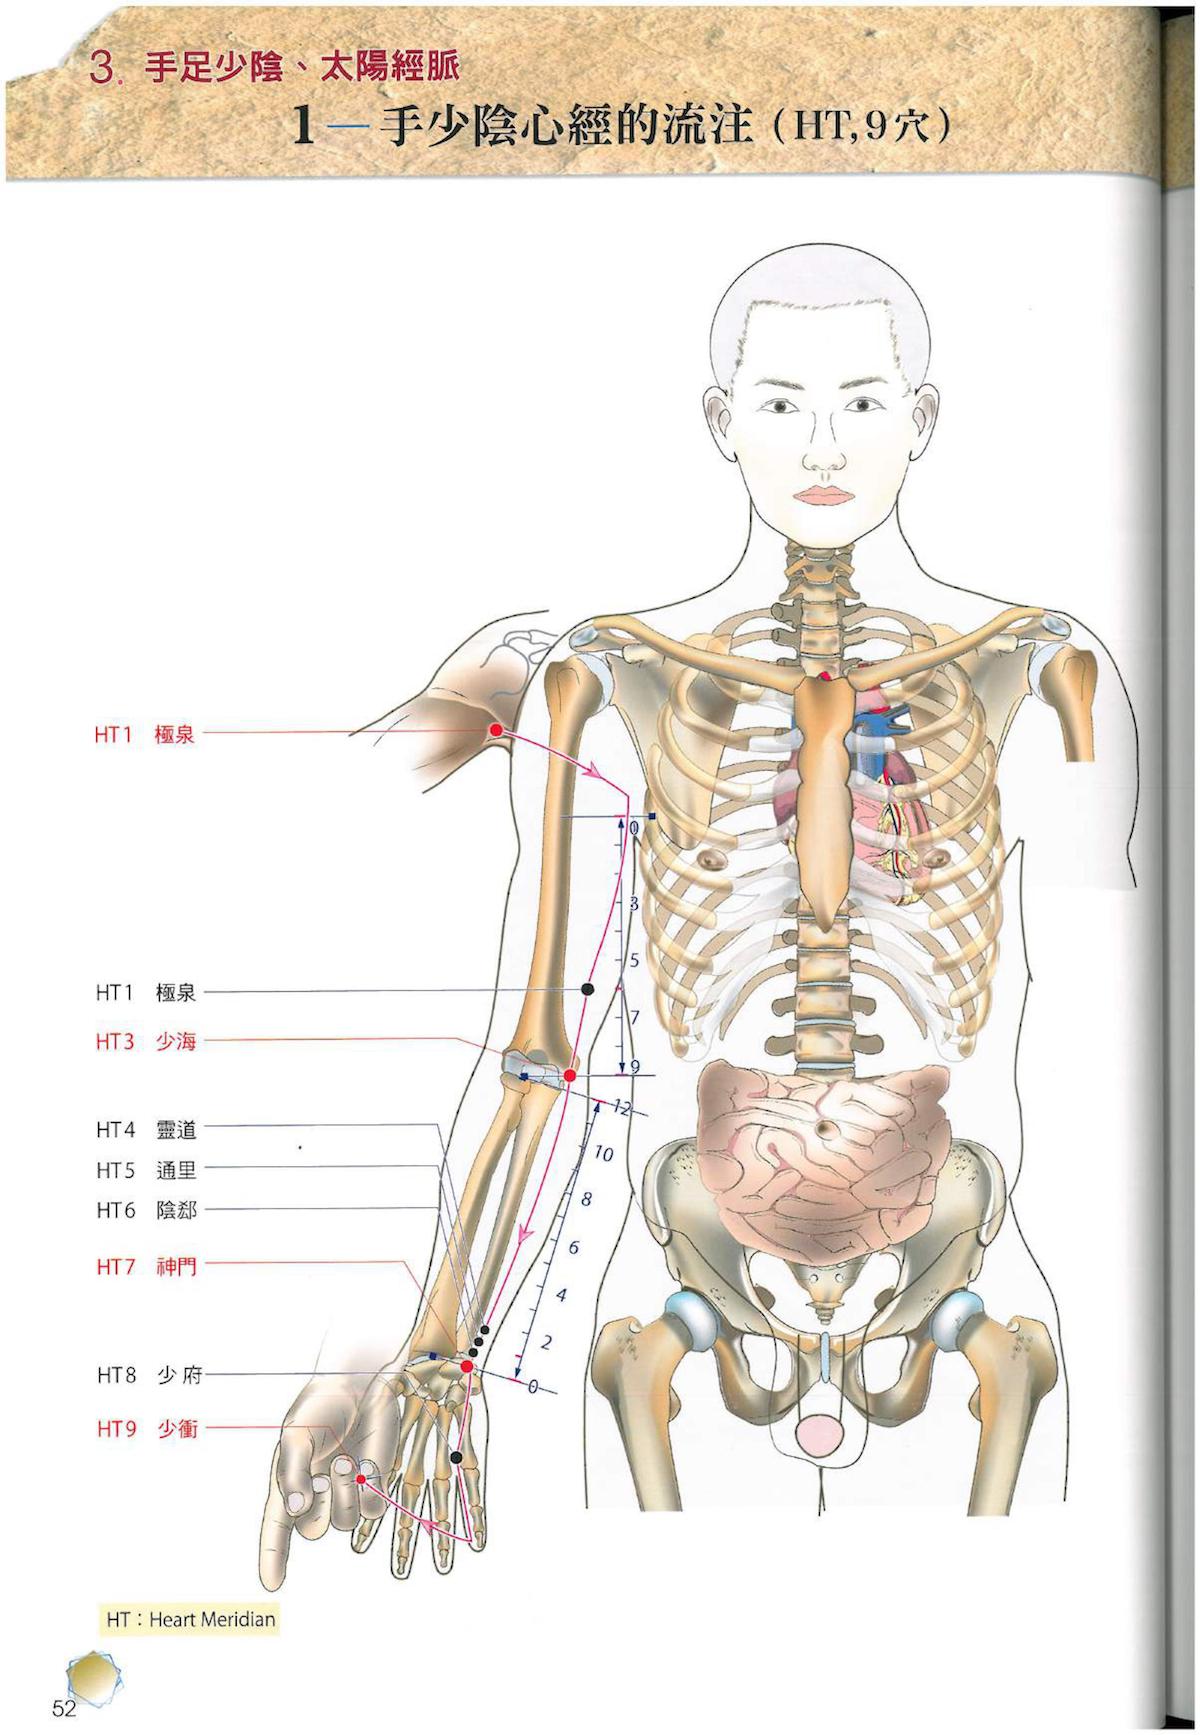 3. 手足少陰、太陽經脈
1—手少陰心經的流注(HT,9穴)
HT1 極泉
0
3
5
HT1 極泉
7
HT3 少海
9
12
HT4 靈道
10
HT5 通里
8
HT6 陰郄
6
HT7 神門
4
2
HT8 少府
0
HT9 少衝
HT:Heart Meridian
52